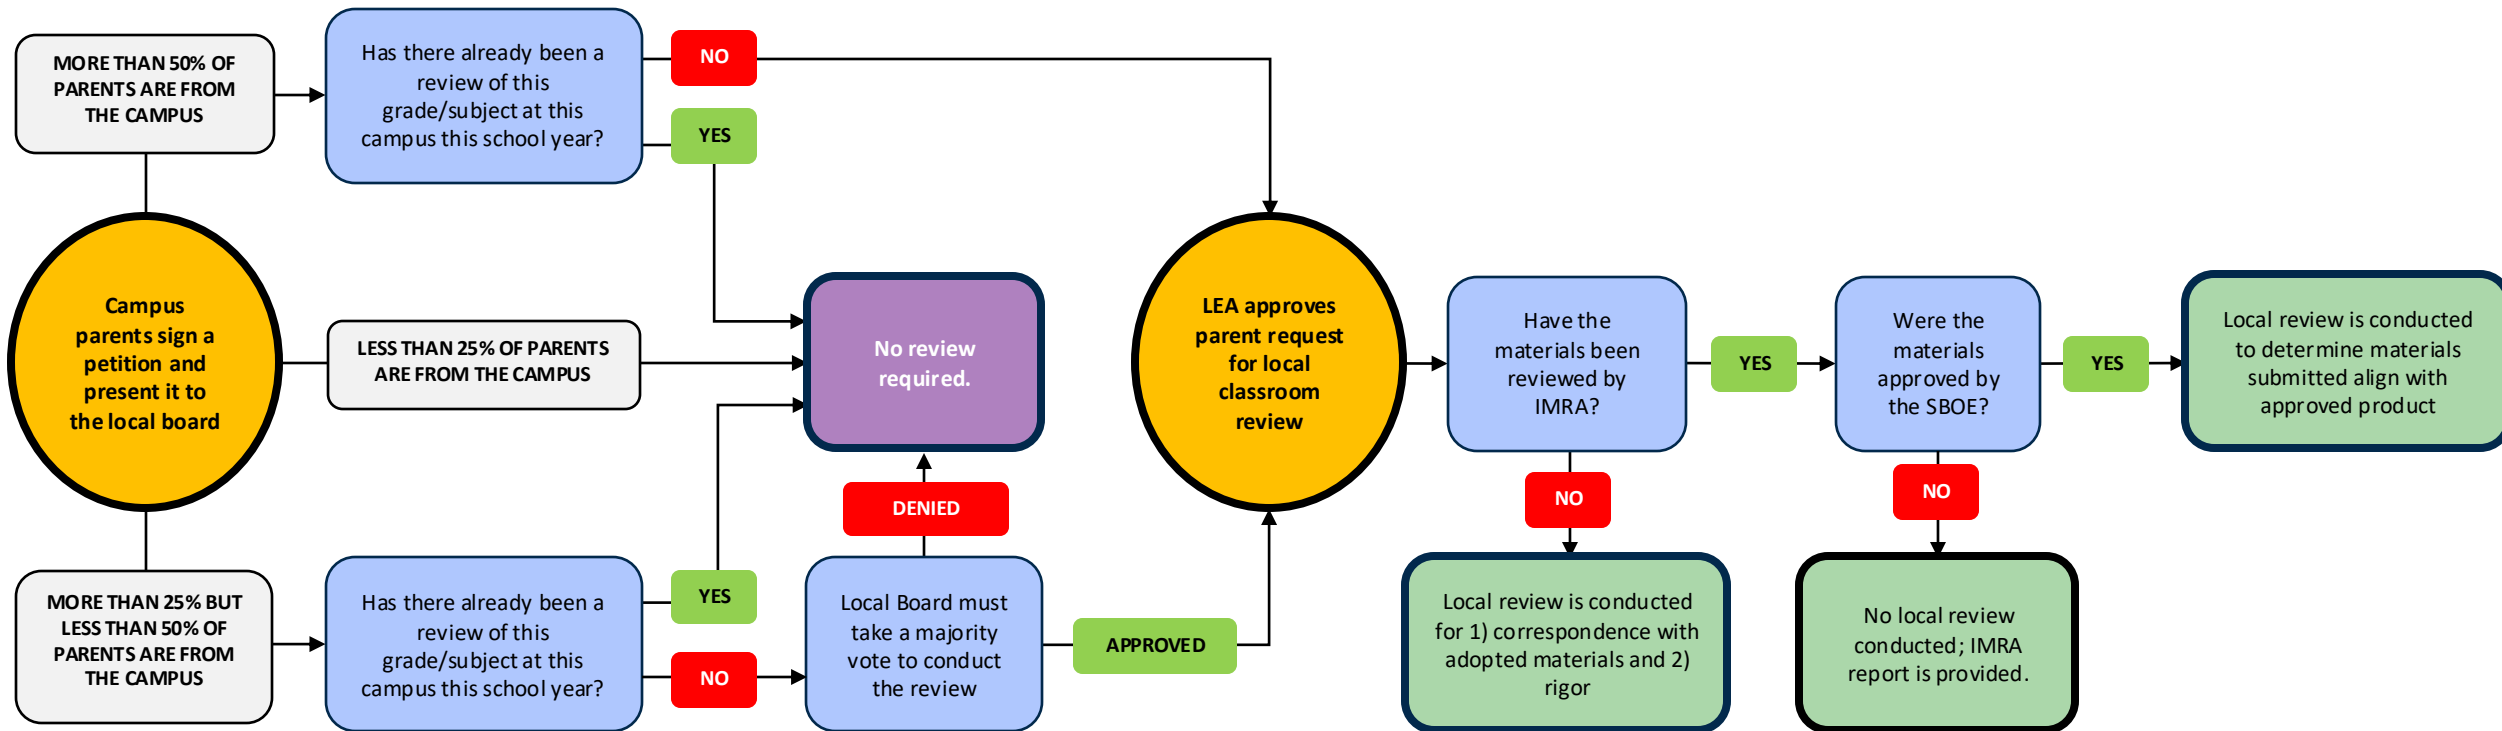 MORE THAN 50% OF
PARENTS ARE FROM
THE CAMPUS
Has there already been a
review of this
grade/subject at this
campus this school year?
NO
YES
Campus
parents sign a
petition and
present it to
the local board
LESS THAN 25% OF PARENTS
ARE FROM THE CAMPUS
No review
required.
DENIED
MORE THAN 25% BUT
LESS THAN 50% OF
PARENTS ARE FROM
THE CAMPUS
Has there already been a
review of this
grade/subject at this
campus this school year?
YES
NO
Local Board must
take a majority
vote to conduct
the review
APPROVED
LEA approves
parent request
for local
classroom
review
Have the
materials been
reviewed by
IMRA?
YES
NO
Were the
materials
approved by
the SBOE?
YES
NO
Local review is conducted
to determine materials
submitted align with
approved product
Local review is conducted
for 1) correspondence with
adopted materials and 2)
rigor
No local review
conducted; IMRA
report is provided.